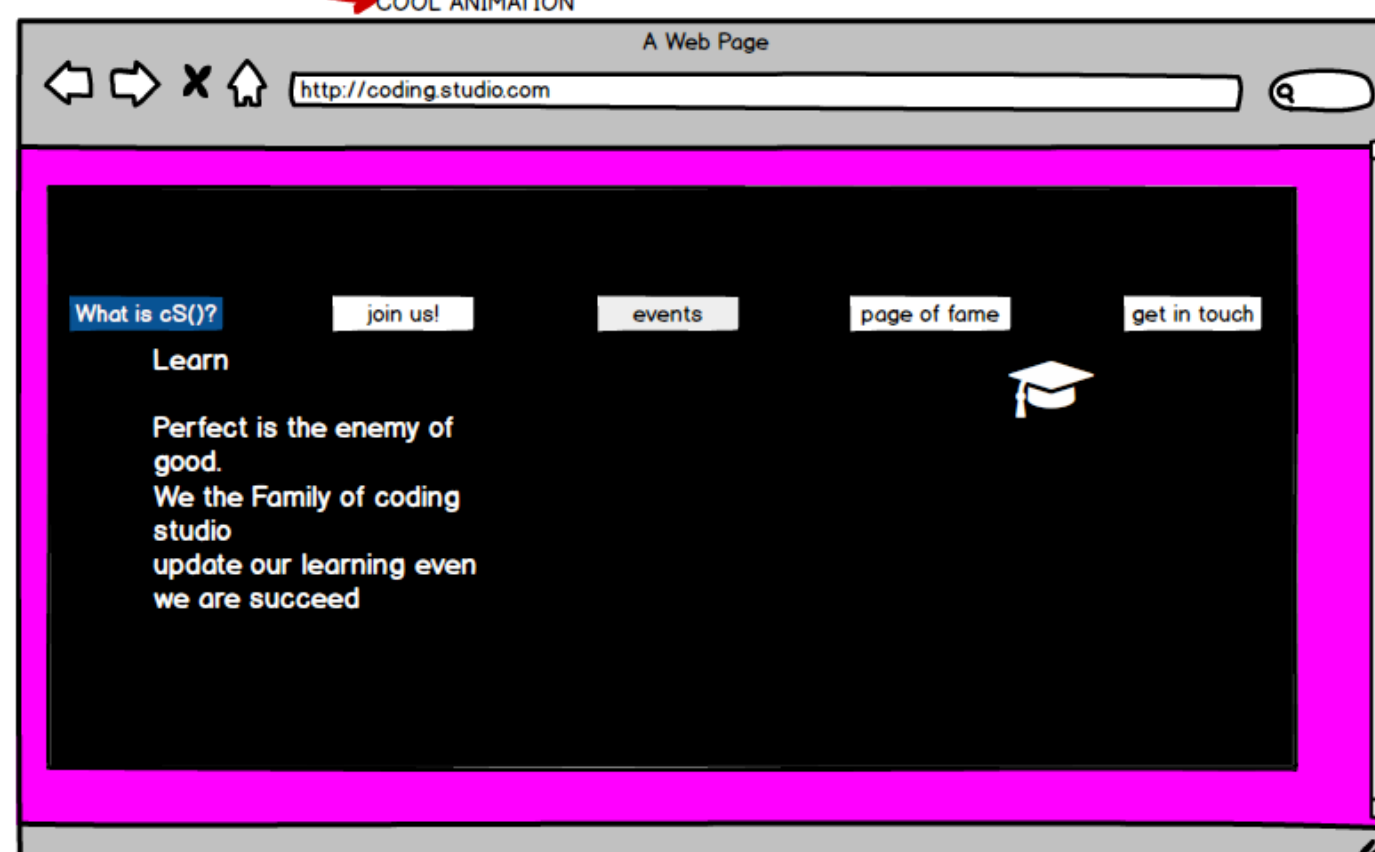 COOL ANIMATION
A Web Page
http://coding.studio.com
What is cS()?
join us!
events
page of fame
get in touch
Learn
Perfect is the enemy of
good.
We the Family of coding
studio
update our learning even
we are succeed